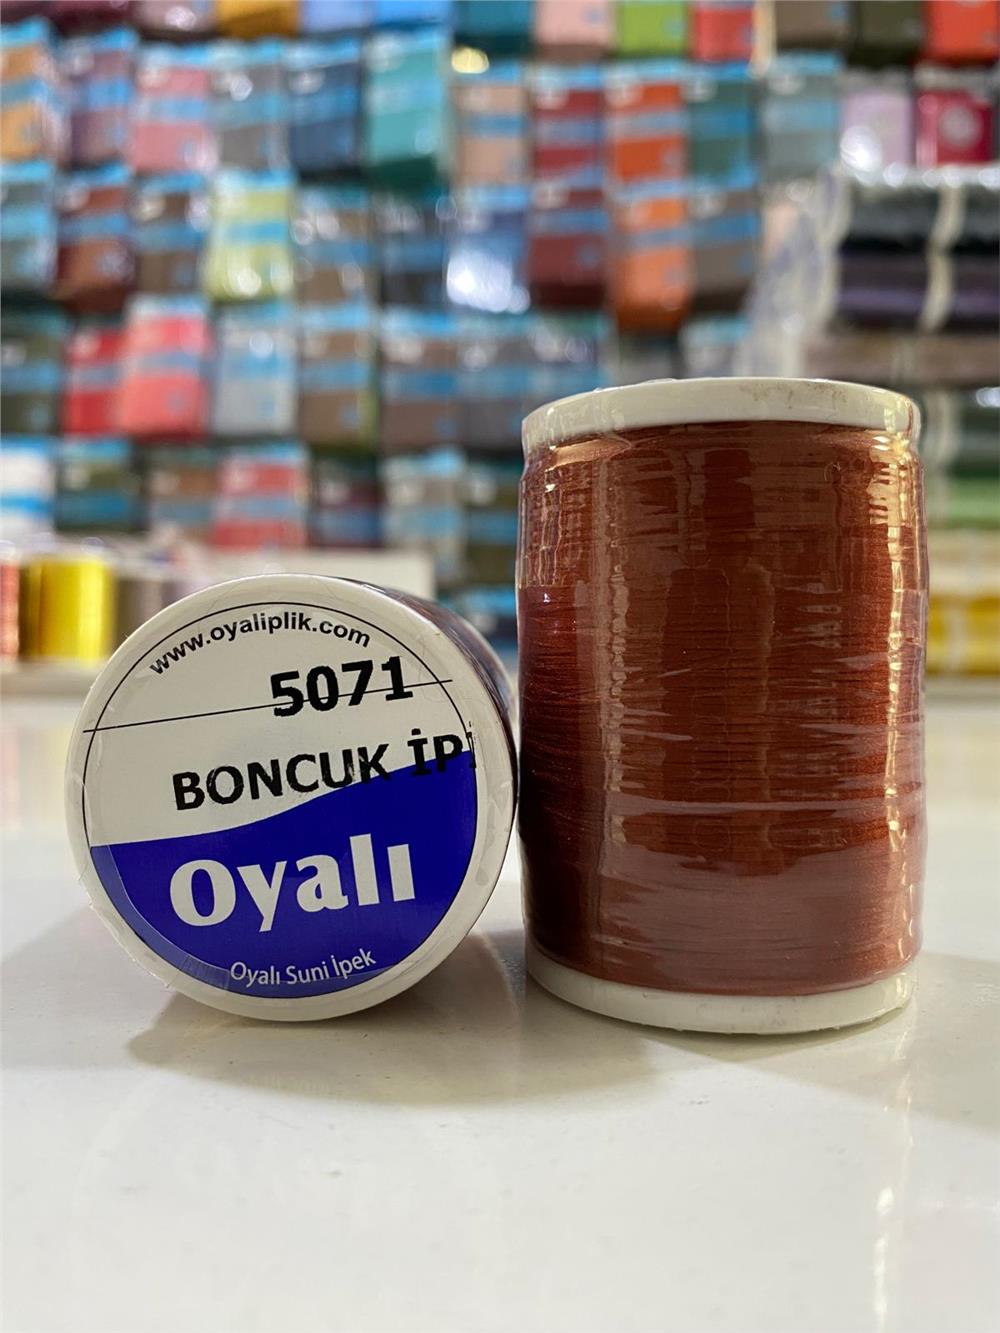 www.oyaliplik.com
5071
BONCUK İPİ
Oyalı
Oyalı Suni İpek